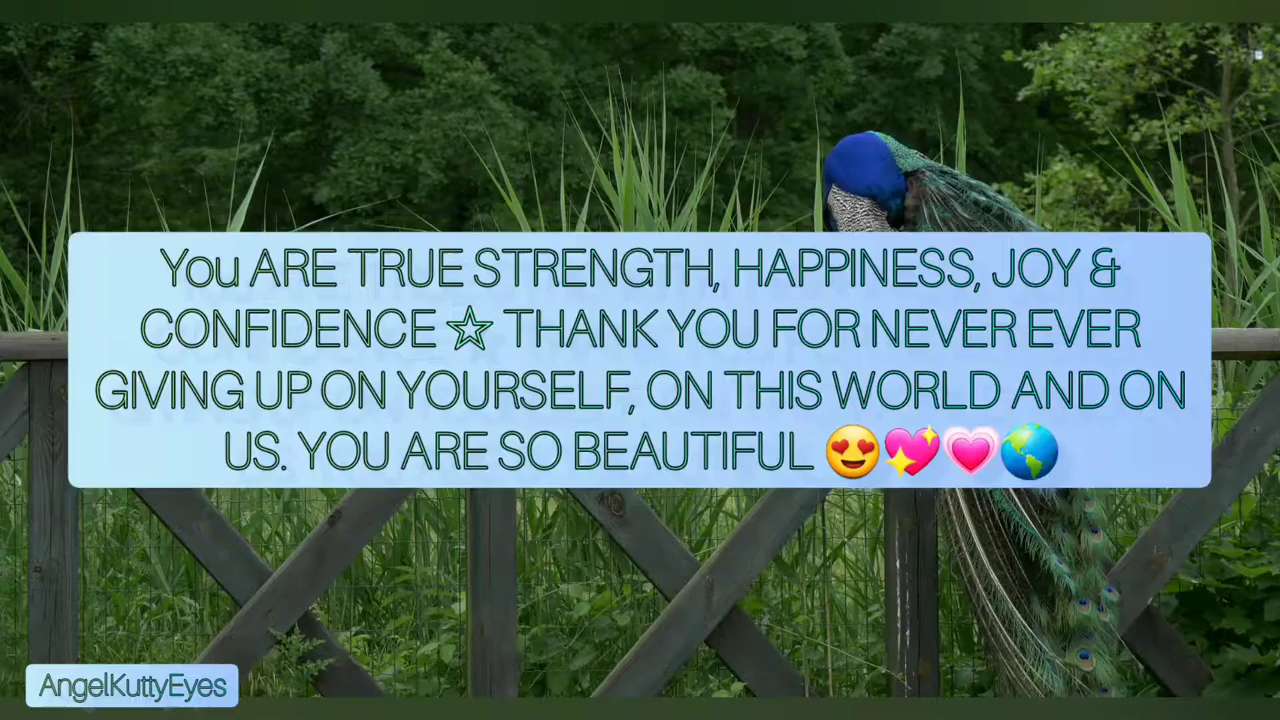 You ARE TRUE STRENGTH, HAPPINESS, JOY &
CONFIDENCE ☆ THANK YOU FOR NEVER EVER
GIVING UP ON YOURSELF, ON THIS WORLD AND ON
US. YOU ARE SO BEAUTIFUL 😍💖💗🌎
AngelKuttyEyes